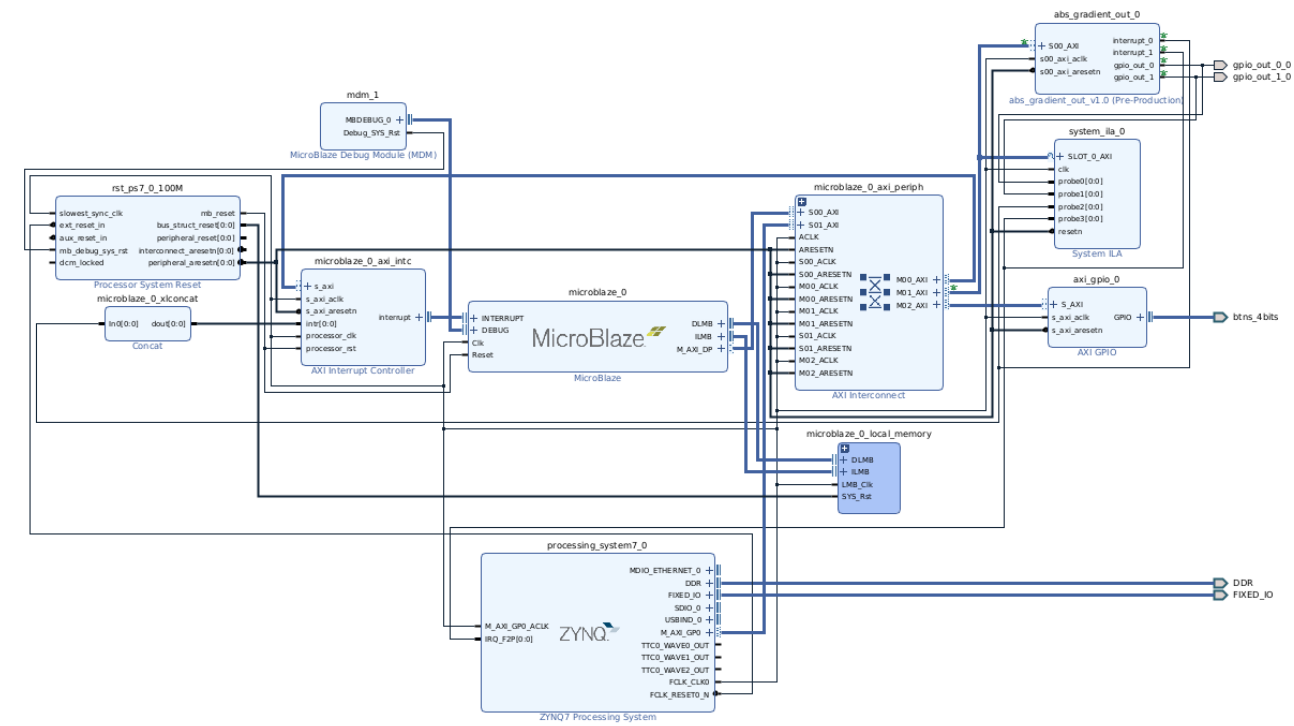 abs_gradient_out_0
S00_AXI
s00_axi_aclk
s00_axi_aresetn
interrupt_0
interrupt_1
gpio_out_0
gpio_out_1
abs_gradient_out_v1.0 (Pre-Production)
gpio_out_0_0
gpio_out_1_0
mdm_1
MBDEBUG_0
Debug_SYS_Rst
MicroBlaze Debug Module (MDM)
system_ila_0
SLOT_0_AXI
clk
probe0[0:0]
probe1[0:0]
probe2[0:0]
probe3[0:0]
resetn
System ILA
rst_ps7_0_100M
slowest_sync_clk
ext_reset_in
aux_reset_in
mb_debug_sys_rst
dcm_locked
mb_reset
bus_struct_reset[0:0]
peripheral_reset[0:0]
interconnect_aresetn[0:0]
peripheral_aresetn[0:0]
Processor System Reset
microblaze_0_axi_periph
S00_AXI
S01_AXI
ACLK
ARESETN
S00_ACLK
S00_ARESETN
M00_ACLK
M00_ARESETN
M01_ACLK
M01_ARESETN
S01_ACLK
S01_ARESETN
M02_ACLK
M02_ARESETN
M00_AXI
M01_AXI
M02_AXI
AXI Interconnect
microblaze_0_axi_intc
s_axi
s_axi_aclk
s_axi_aresetn
intr[0:0]
processor_clk
processor_rst
interrupt
AXI Interrupt Controller
microblaze_0_xlconcat
In0[0:0]
dout[0:0]
Concat
microblaze_0
INTERRUPT
DEBUG
Clk
Reset
MicroBlaze
DLMB
ILMB
M_AXI_DP
MicroBlaze
axi_gpio_0
S_AXI
s_axi_aclk
s_axi_aresetn
GPIO
AXI GPIO
btns_4bits
microblaze_0_local_memory
DLMB
ILMB
LMB_Clk
SYS_Rst
processing_system7_0
M_AXI_GP0_ACLK
IRQ_F2P[0:0]
ZYNQ
MDIO_ETHERNET_0
DDR
FIXED_IO
SDIO_0
USBIND_0
M_AXI_GP0
TTC0_WAVE0_OUT
TTC0_WAVE1_OUT
TTC0_WAVE2_OUT
FCLK_CLK0
FCLK_RESET0_N
ZYNQ7 Processing System
DDR
FIXED_IO